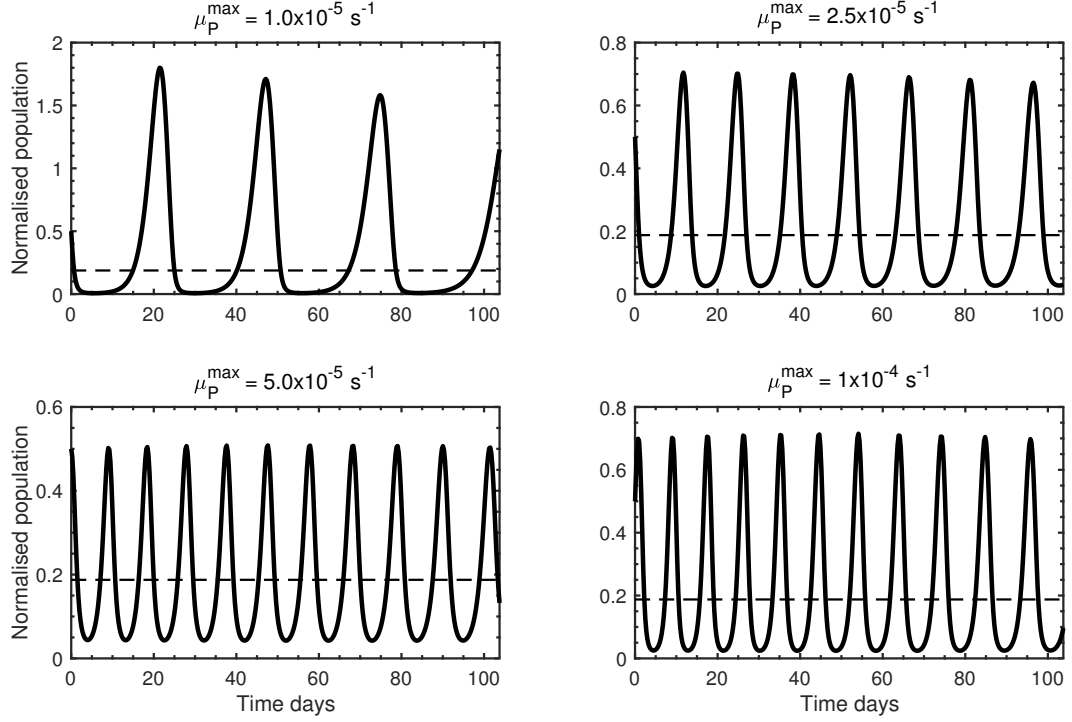 μ_P^max = 1.0x10^-5 s^-1
Normalised population
2
1.5
1
0.5
0
0 20 40 60 80 100
μ_P^max = 2.5x10^-5 s^-1
0.8
0.6
0.4
0.2
0
0 20 40 60 80 100
μ_P^max = 5.0x10^-5 s^-1
Normalised population
0.6
0.4
0.2
0
0 20 40 60 80 100
Time days
μ_P^max = 1x10^-4 s^-1
0.8
0.6
0.4
0.2
0
0 20 40 60 80 100
Time days